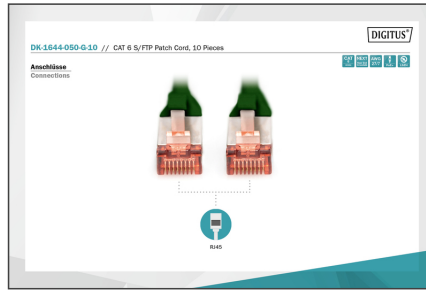 DIGITUS®
DK-1644-050-G-10 // CAT 6 S/FTP Patch Cord, 10 Pieces
Anschlüsse
Connections
RJ45